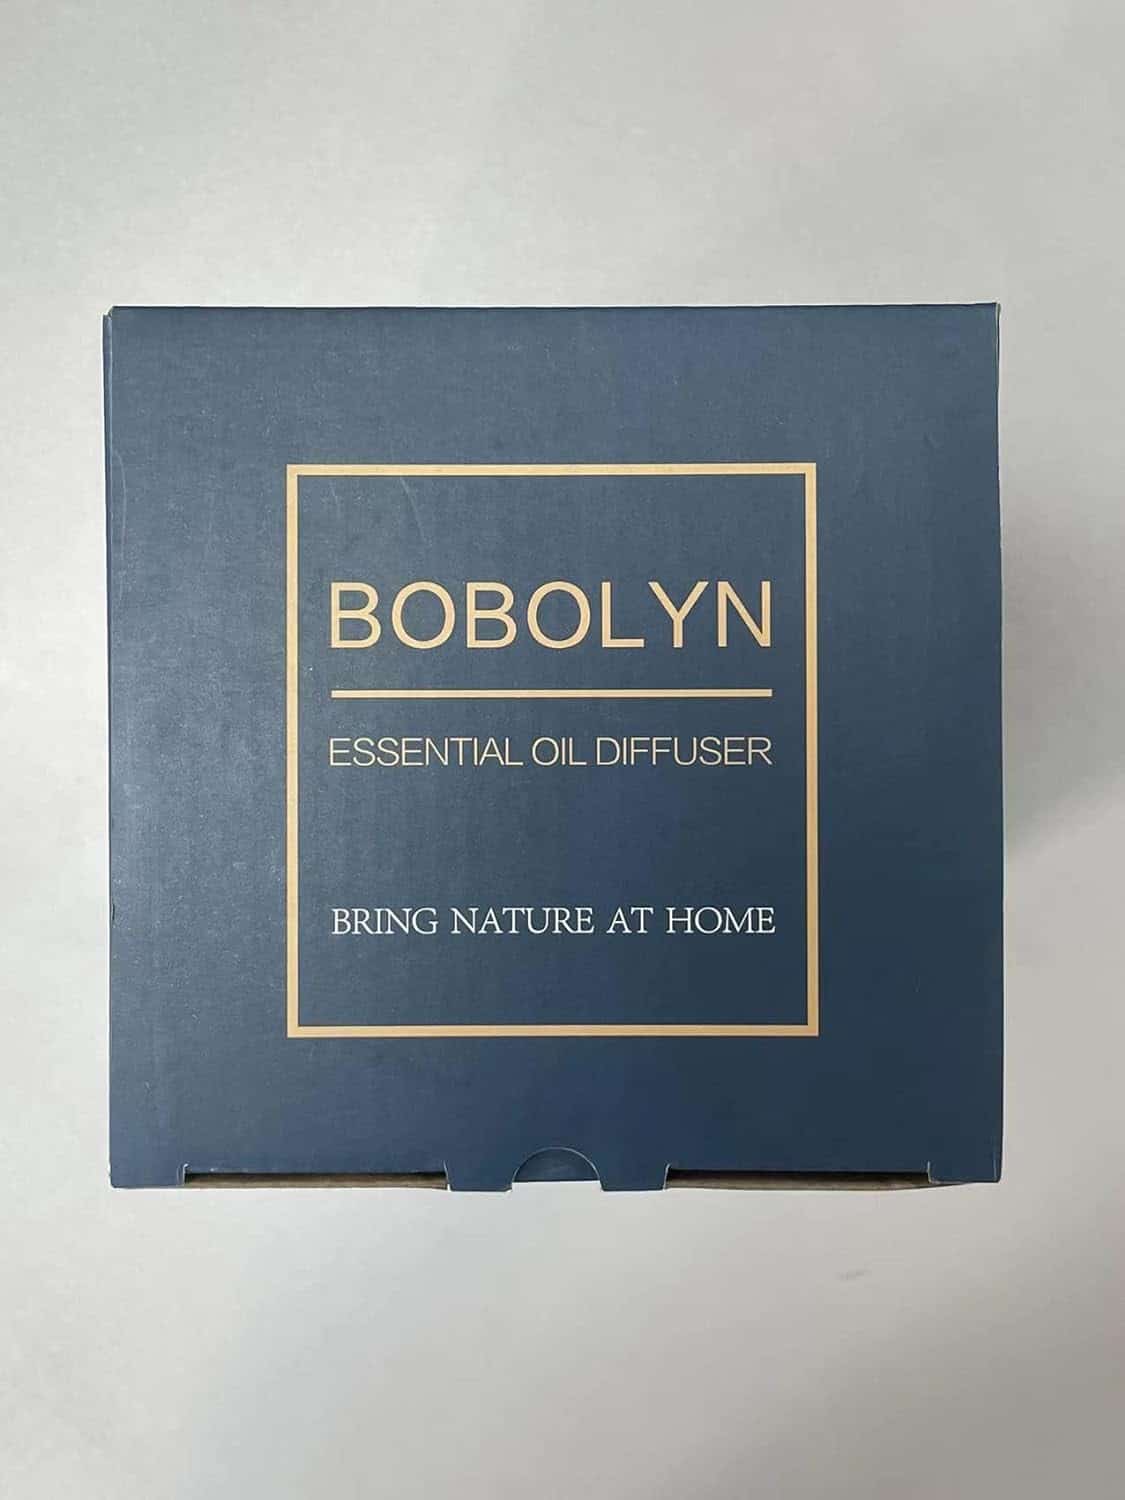 BOBOLYN
ESSENTIAL OIL DIFFUSER
BRING NATURE AT HOME